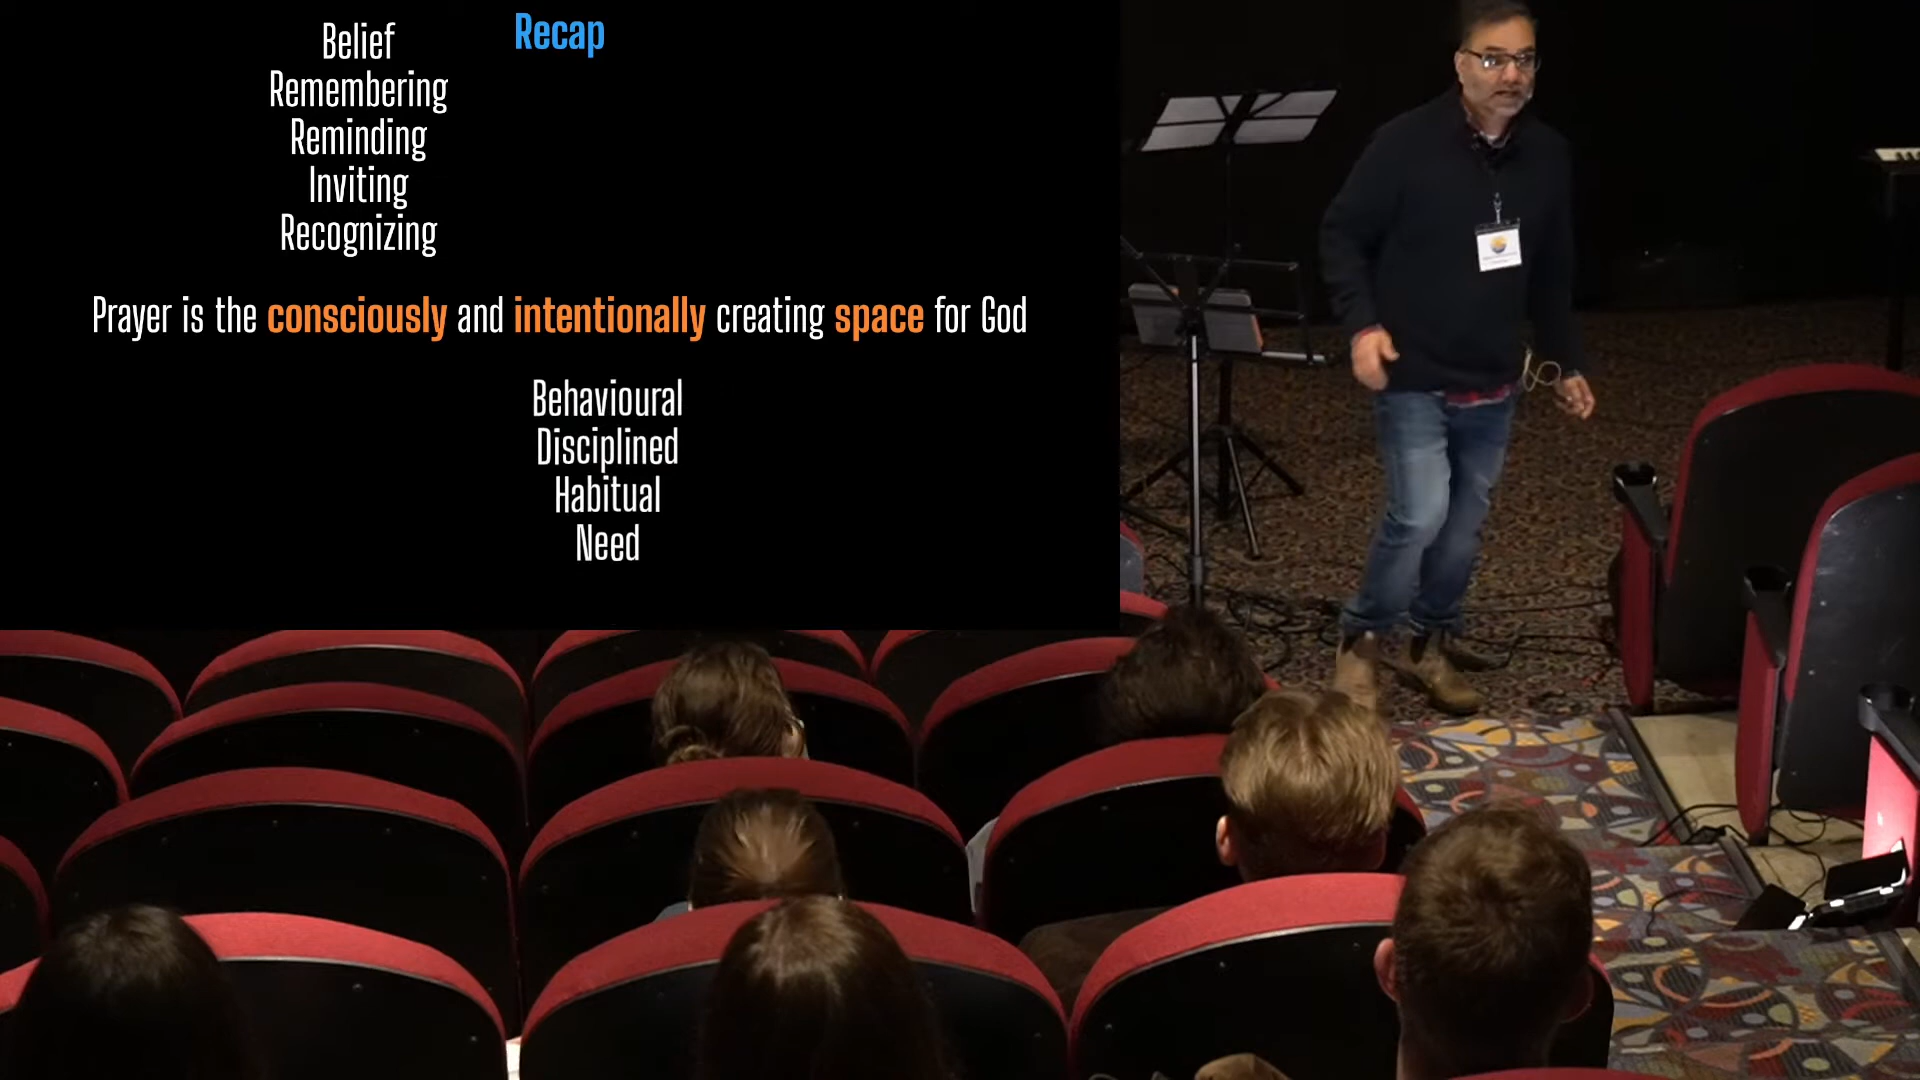 Recap
Belief
Remembering
Reminding
Inviting
Recognizing
Prayer is the consciously and intentionally creating space for God
Behavioural
Disciplined
Habitual
Need